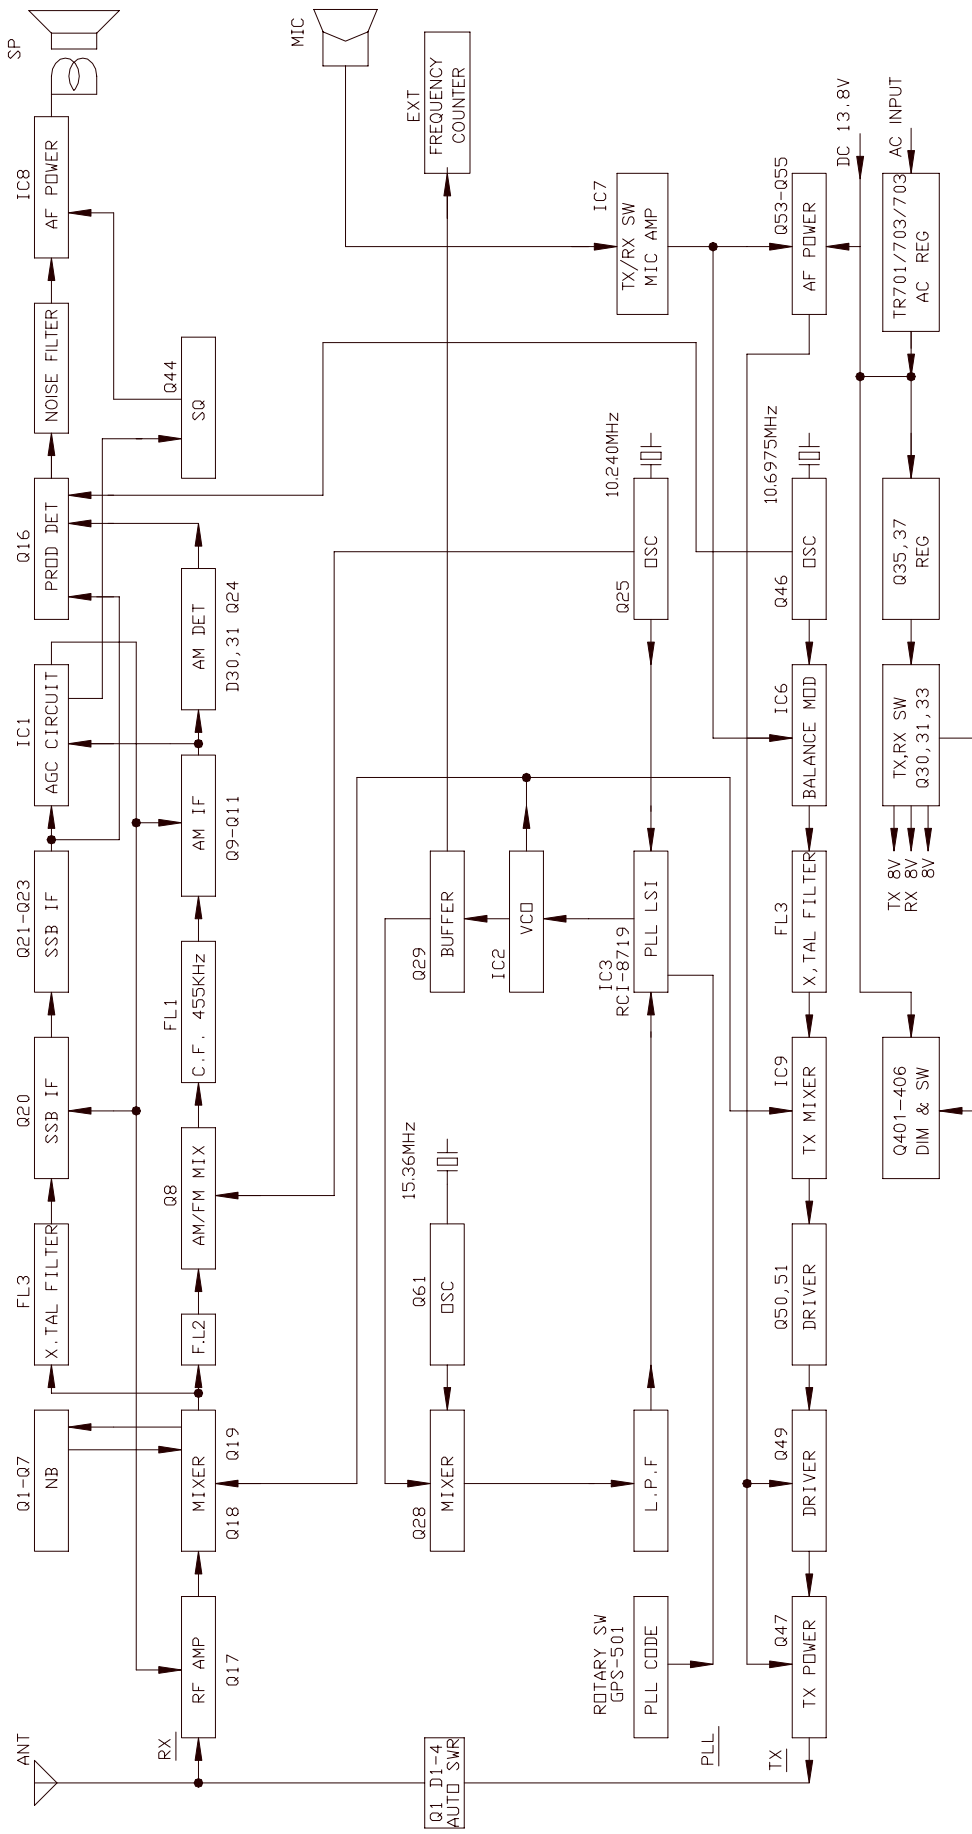 ANT
RX
RF AMP
Q17
Q1-Q7
NB
MIXER
Q18
Q19
FL3
X.TAL FILTER
F.L2
Q20
SSB IF
Q8
AM/FM MIX
Q21-Q23
SSB IF
FL1
C.F. 455KHz
IC1
AGC CIRCUIT
AM IF
Q9-Q11
Q16
PROD DET
AM DET
D30,31 Q24
NOISE FILTER
Q44
SQ
IC8
AF POWER
SP
MIC
EXT
FREQUENCY
COUNTER
Q1 D1-4
AUTO SWR
PLL
ROTARY SW
GPS-501
PLL CODE
Q28
MIXER
L.P.F
Q61
OSC
15.36MHz
Q29
BUFFER
IC2
VCO
IC3
RCI-8719
PLL LSI
Q25
OSC
10.240MHz
IC7
TX/RX SW
MIC AMP
TX
Q47
TX POWER
Q49
DRIVER
Q50,51
DRIVER
IC9
TX MIXER
FL3
X,TAL FILTER
IC6
BALANCE MOD
Q46
OSC
10.6975MHz
Q53-Q55
AF POWER
DC 13.8V
AC INPUT
TR701/703/703
AC REG
Q35,37
REG
TX,RX SW
Q30,31,33
TX 8V
RX 8V
8V
Q401-406
DIM & SW